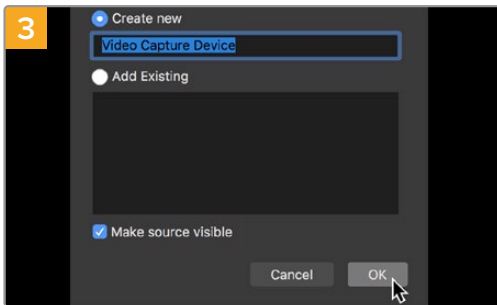 3
Create new
Video Capture Device
Add Existing
Make source visible
Cancel OK